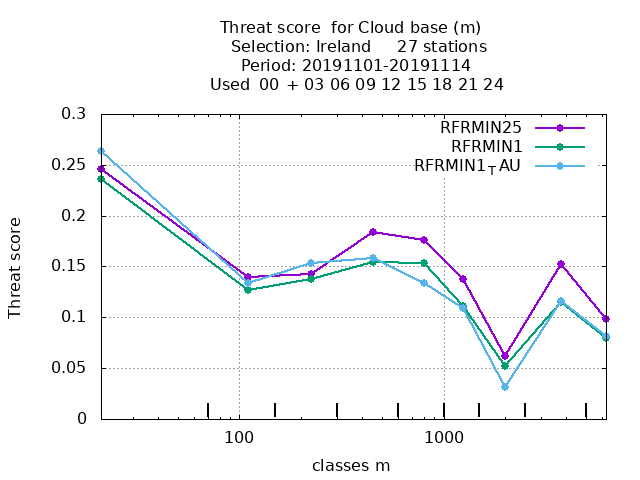 Threat score  for Cloud base (m)
Selection: Ireland     27 stations
Period: 20191101-20191114
Used  00 + 03 06 09 12 15 18 21 24
RFRMIN25
RFRMIN1
RFRMIN1TAU
0.3
0.25
0.2
0.15
0.1
0.05
0
Threat score
100
1000
classes m